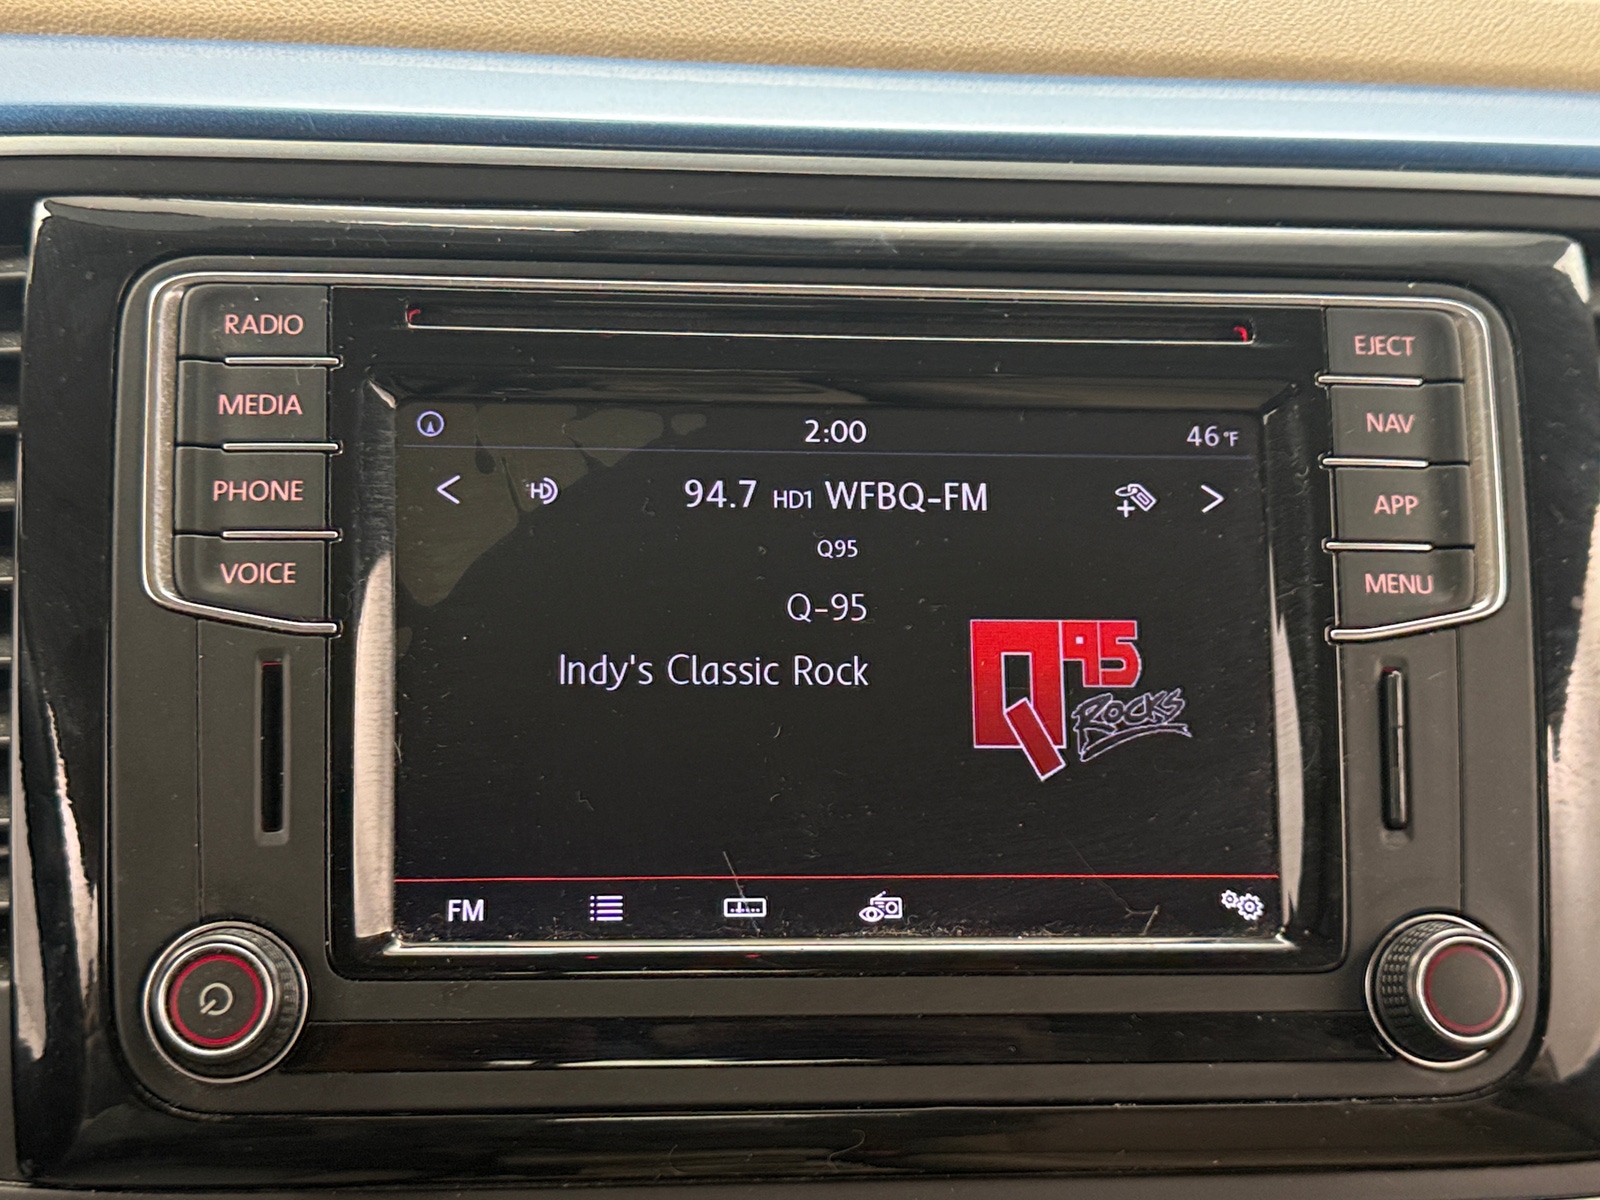 RADIO
MEDIA
PHONE
VOICE
EJECT
NAV
APP
MENU
2:00
46°F
HD
94.7 HD1 WFBQ-FM
Q95
Q-95
Indy's Classic Rock
Q95
ROCKS
FM